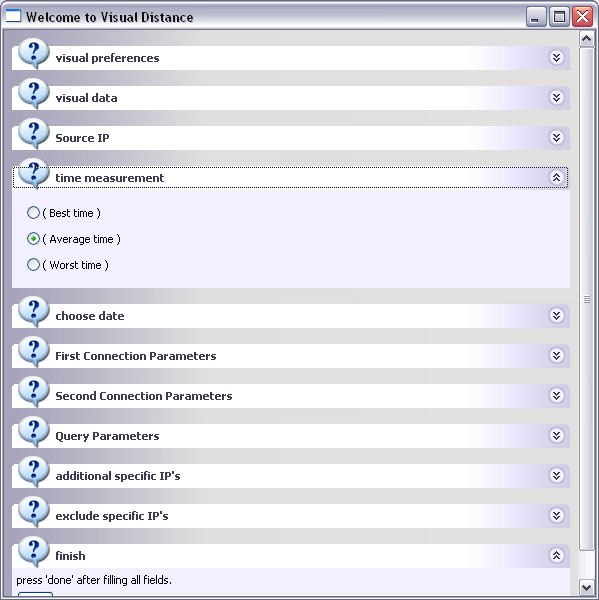 Welcome to Visual Distance
visual preferences
visual data
Source IP
time measurement
( Best time )
( Average time )
( Worst time )
choose date
First Connection Parameters
Second Connection Parameters
Query Parameters
additional specific IP's
exclude specific IP's
finish
press 'done' after filling all fields.